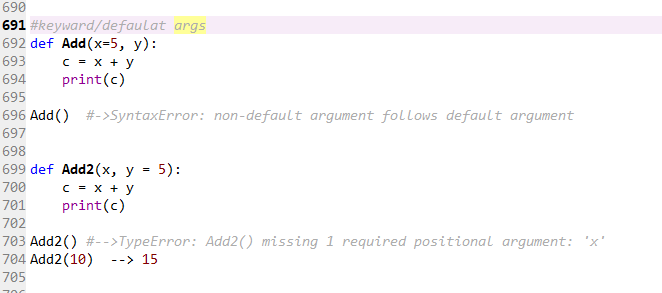 690
691 #keyward/defaulat args
692 def Add(x=5, y):
693     c = x + y
694     print(c)
695
696 Add()  #->SyntaxError: non-default argument follows default argument
697
698
699 def Add2(x, y = 5):
700     c = x + y
701     print(c)
702
703 Add2() #-->TypeError: Add2() missing 1 required positional argument: 'x'
704 Add2(10)  --> 15
705